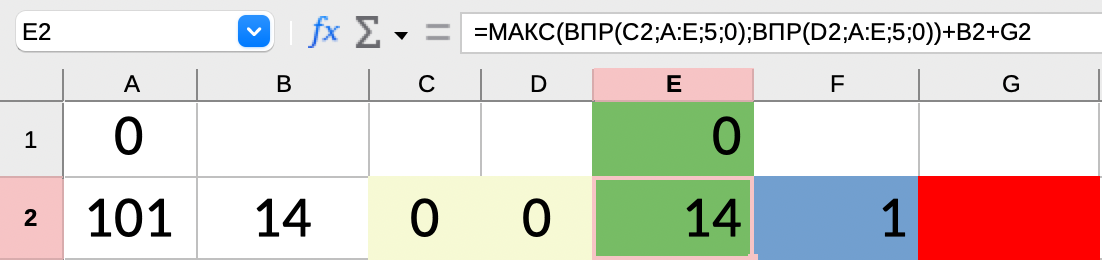 E2 fx Σ = =МАКС(ВПР(C2;A:E;5;0);ВПР(D2;A:E;5;0))+B2+G2
A B C D E F G
1 0 0
2 101 14 0 0 14 1